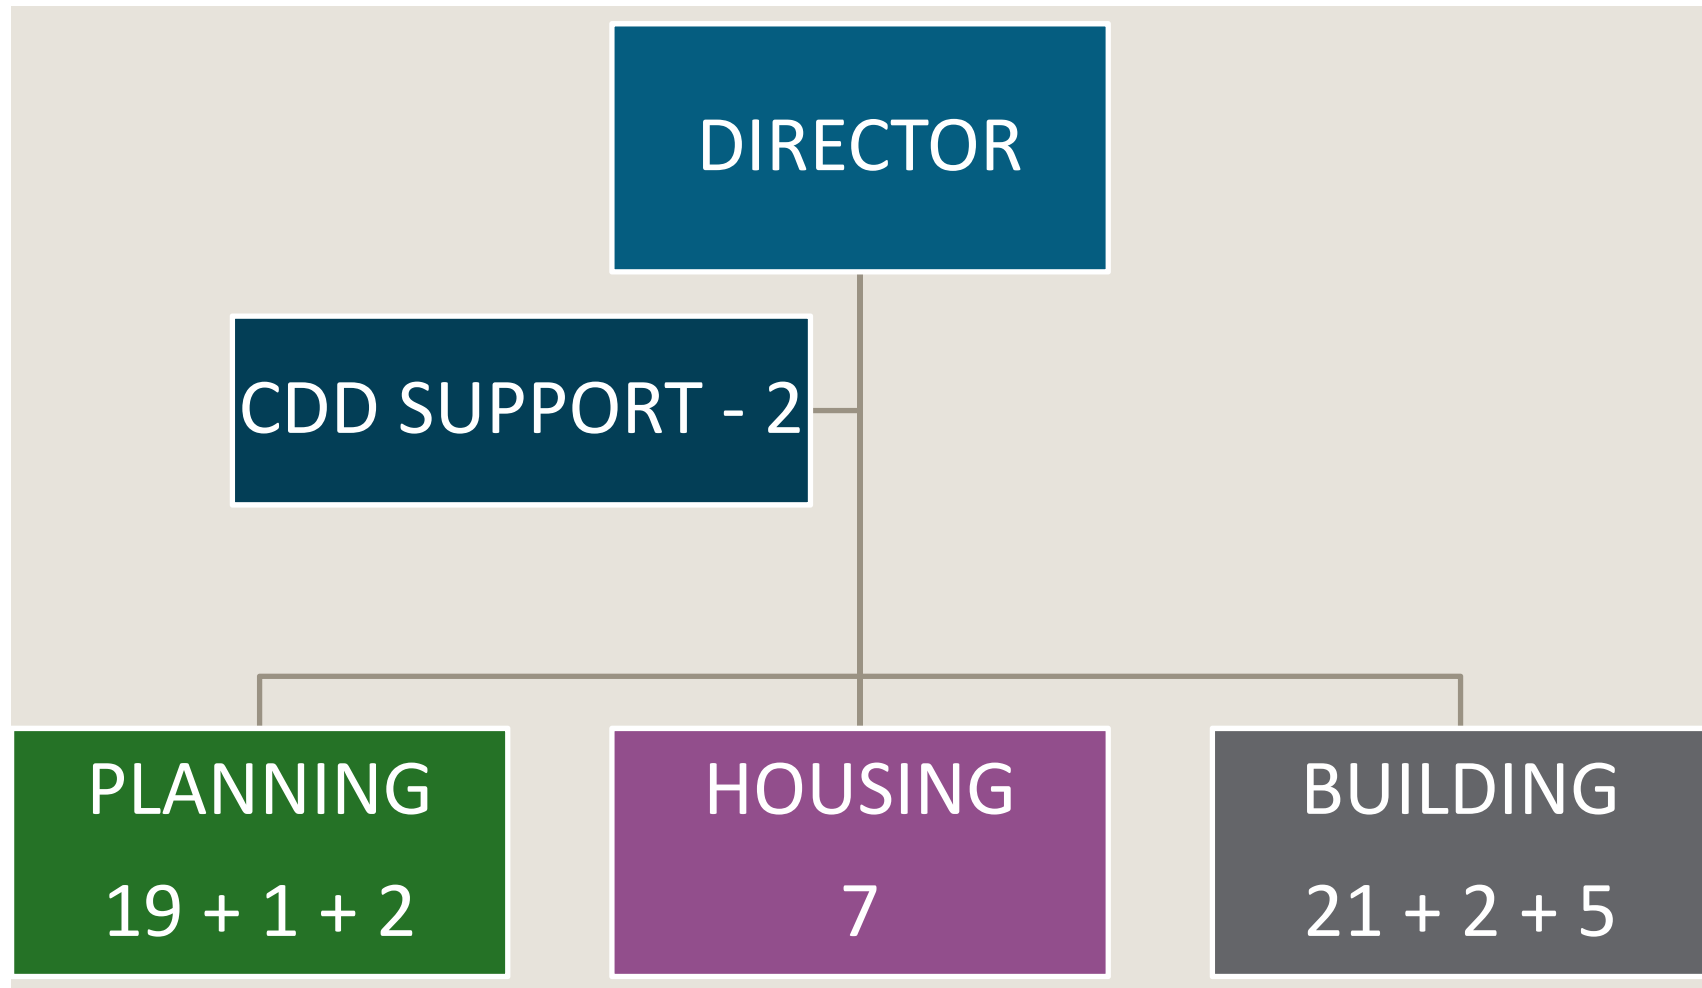 DIRECTOR
CDD SUPPORT - 2
PLANNING
19 + 1 + 2
HOUSING
7
BUILDING
21 + 2 + 5